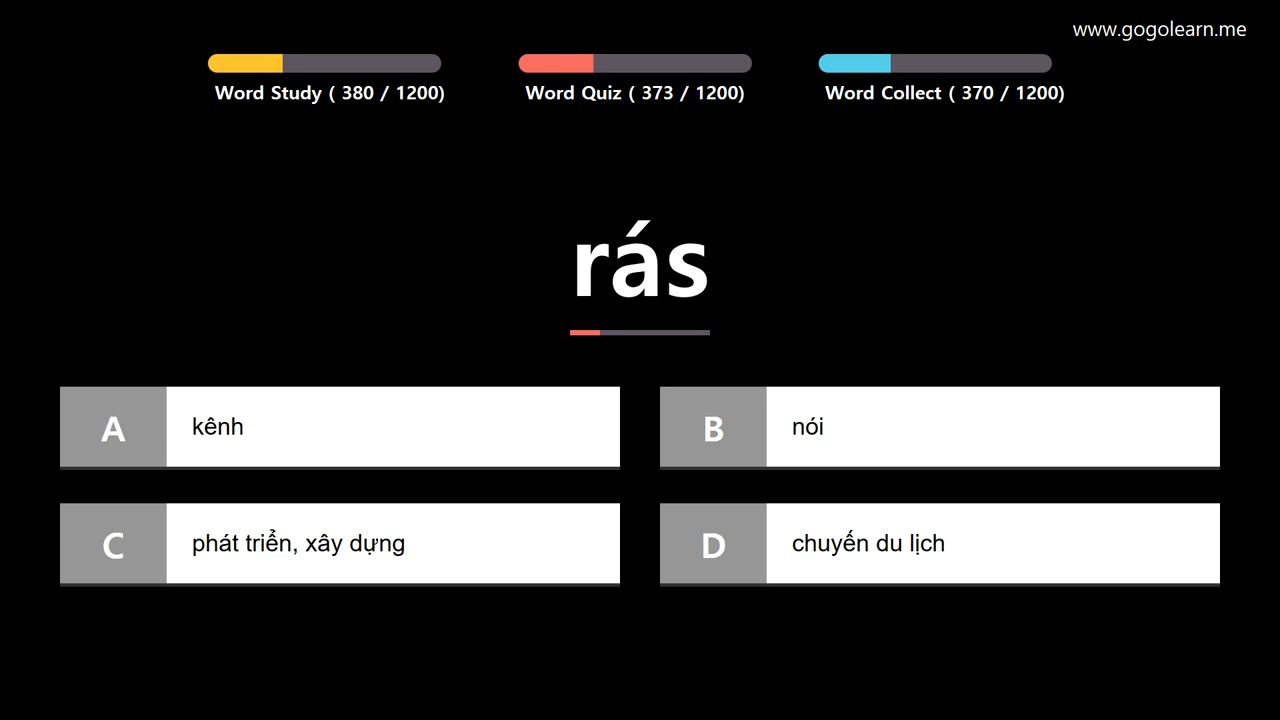 www.gogolearn.me
Word Study ( 380 / 1200)
Word Quiz ( 373 / 1200)
Word Collect ( 370 / 1200)
rás
A
kênh
B
nói
C
phát triển, xây dựng
D
chuyến du lịch